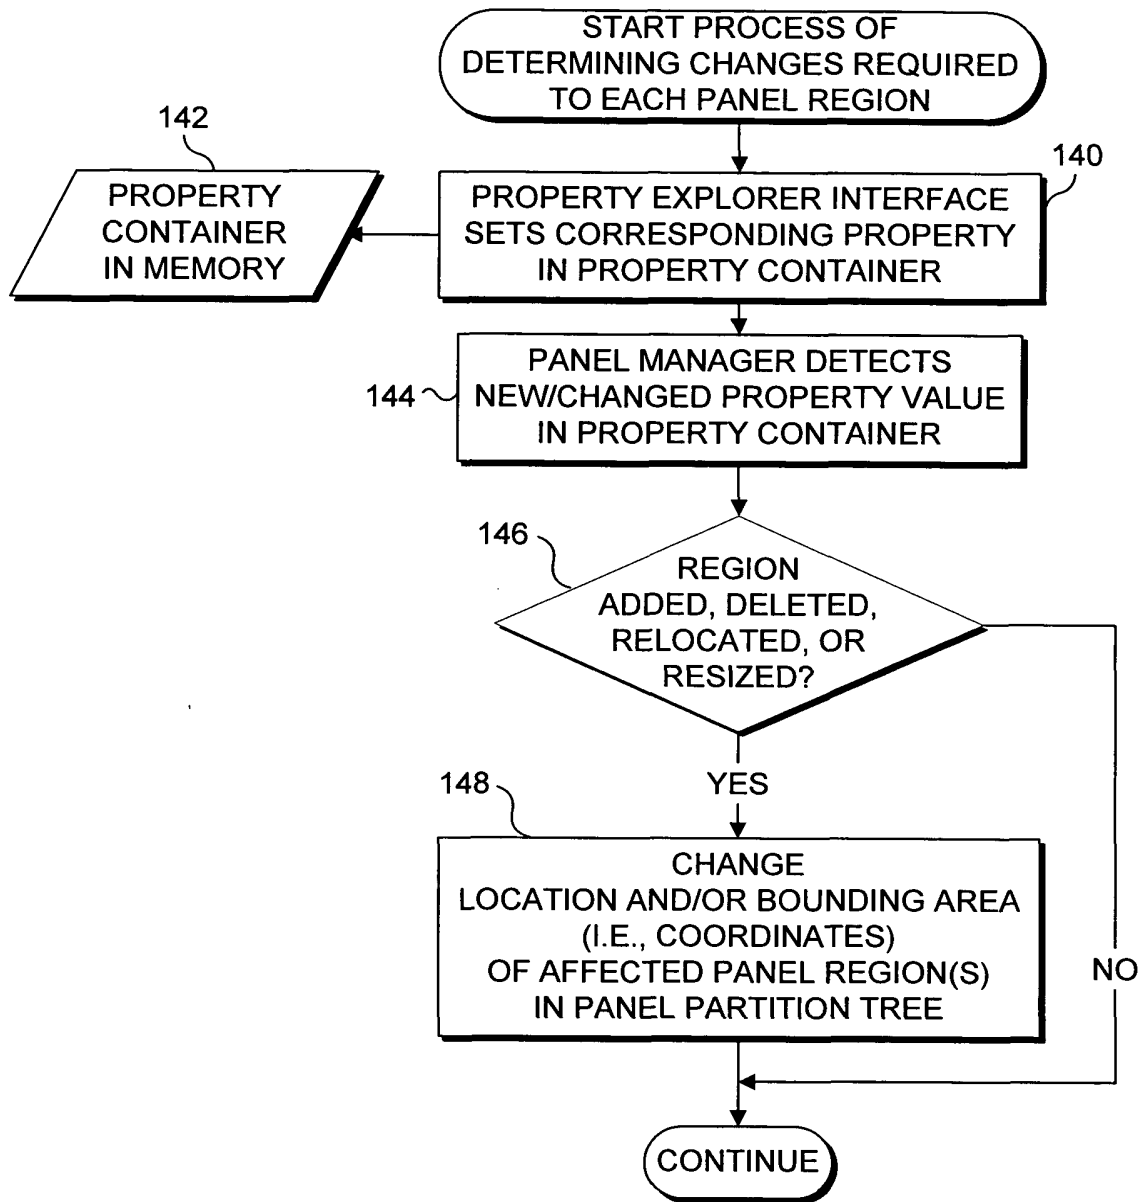 START PROCESS OF
DETERMINING CHANGES REQUIRED
TO EACH PANEL REGION
142
PROPERTY
CONTAINER
IN MEMORY
140
PROPERTY EXPLORER INTERFACE
SETS CORRESPONDING PROPERTY
IN PROPERTY CONTAINER
144
PANEL MANAGER DETECTS
NEW/CHANGED PROPERTY VALUE
IN PROPERTY CONTAINER
146
REGION
ADDED, DELETED,
RELOCATED, OR
RESIZED?
YES
NO
148
CHANGE
LOCATION AND/OR BOUNDING AREA
(I.E., COORDINATES)
OF AFFECTED PANEL REGION(S)
IN PANEL PARTITION TREE
CONTINUE